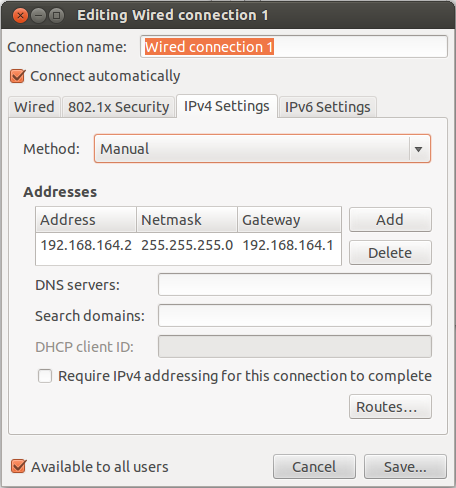 Editing Wired connection 1
Connection name: Wired connection 1
Connect automatically
Wired 802.1x Security IPv4 Settings IPv6 Settings
Method: Manual
Addresses
Address Netmask Gateway Add
192.168.164.2 255.255.255.0 192.168.164.1
Delete
DNS servers:
Search domains:
DHCP client ID:
Require IPv4 addressing for this connection to complete
Routes…
Available to all users Cancel Save...